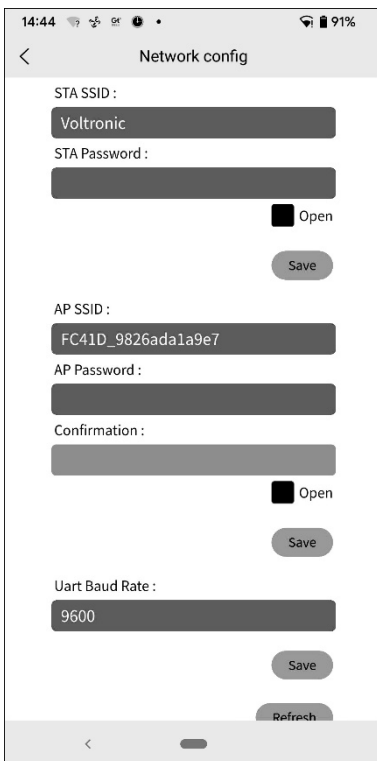 14:44 91%
Network config
STA SSID :
Voltronic
STA Password :
Open
Save
AP SSID :
FC41D_9826ada1a9e7
AP Password :
Confirmation :
Open
Save
Uart Baud Rate :
9600
Save
Refresh